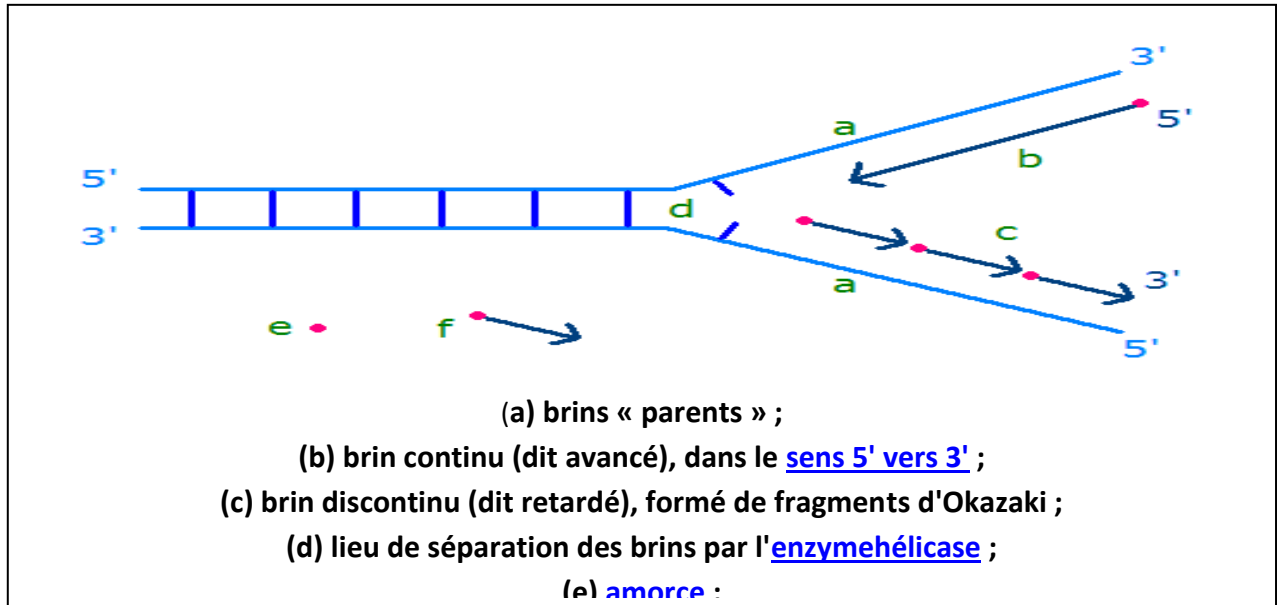 3'
a
5'
b
5'
d
3'
c
3'
a
e
f
5'
(a) brins « parents » ;
(b) brin continu (dit avancé), dans le sens 5' vers 3' ;
(c) brin discontinu (dit retardé), formé de fragments d'Okazaki ;
(d) lieu de séparation des brins par l'enzymehélicase ;
(e) amorce ;